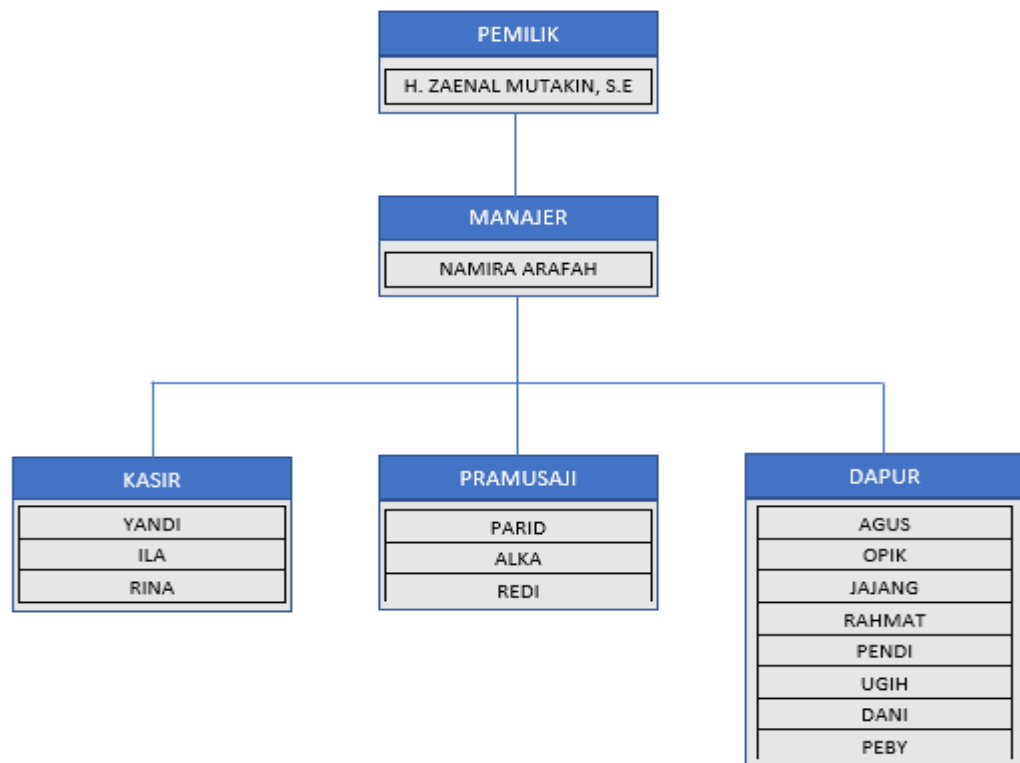 PEMILIK
H. ZAENAL MUTAKIN, S.E
MANAJER
NAMIRA ARAFAH
KASIR
YANDI
ILA
RINA
PRAMUSAJI
PARID
ALKA
REDI
DAPUR
AGUS
OPIK
JAJANG
RAHMAT
PENDI
UGIH
DANI
PEBY